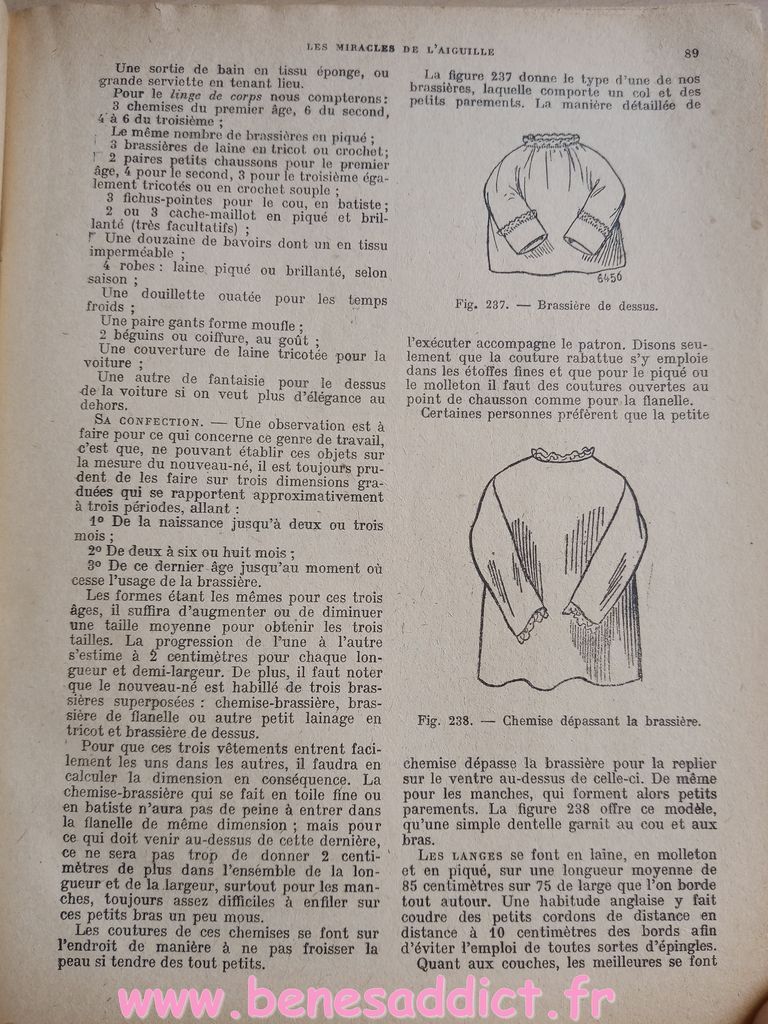 LES MIRACLES DE L'AIGUILLE
89
Une sortie de bain en tissu éponge, ou
grande serviette en tenant lieu.
Pour le linge de corps nous compterons:
3 chemises du premier âge, 6 du second,
4 à 6 du troisième ;
Le même nombre de brassières en piqué ;
3 brassières de laine en tricot ou crochet;
2 paires petits chaussons pour le premier
âge, 4 pour le second, 3 pour le troisième éga-
lement tricotés ou en crochet souple ;
3 fichus-pointes pour le cou, en batiste ;
2 ou 3 cache-maillot en piqué et bril-
lanté (très facultatifs) ;
Une douzaine de bavoirs dont un en tissu
imperméable ;
4 robes : laine, piqué ou brillanté, selon
saison ;
Une douillette ouatée pour les temps
froids ;
Une paire gants forme moufle ;
2 béguins ou coiffure, au goût ;
Une couverture de laine tricotée pour la
voiture ;
Une autre de fantaisie pour le dessus
de la voiture si on veut plus d'élégance au
dehors.
SA CONFECTION. — Une observation est à
faire pour ce qui concerne ce genre de travail,
c'est que, ne pouvant établir ces objets sur
la mesure du nouveau-né, il est toujours pru-
dent de les faire sur trois dimensions gra-
duées qui se rapportent approximativement
à trois périodes, allant :
1º De la naissance jusqu'à deux ou trois
mois ;
2º De deux à six ou huit mois ;
3º De ce dernier âge jusqu'au moment où
cesse l'usage de la brassière.
Les formes étant les mêmes pour ces trois
âges, il suffira d'augmenter ou de diminuer
une taille moyenne pour obtenir les trois
tailles. La progression de l'une à l'autre
s'estime à 2 centimètres pour chaque lon-
gueur et demi-largeur. De plus, il faut noter
que le nouveau-né est habillé de trois bras-
sières superposées : chemise-brassière, bras-
sière de flanelle ou autre petit lainage en
tricot et brassière de dessus.
Pour que ces trois vêtements entrent faci-
lement les uns dans les autres, il faudra en
calculer la dimension en conséquence. La
chemise-brassière qui se fait en toile fine ou
en batiste n'aura pas de peine à entrer dans
la flanelle de même dimension ; mais pour
ce qui doit venir au-dessus de cette dernière,
ce ne sera pas trop de donner 2 centi-
mètres de plus dans l'ensemble de la lon-
gueur et de la largeur, surtout pour les man-
ches, toujours assez difficiles à enfiler sur
ces petits bras un peu mous.
Les coutures de ces chemises se font sur
l'endroit de manière à ne pas froisser la
peau si tendre des tout petits.
La figure 237 donne le type d'une de nos
brassières, laquelle comporte un col et des
petits parements. La manière détaillée de
6456
Fig. 237. — Brassière de dessus.
l'exécuter accompagne le patron. Disons seu-
lement que la couture rabattue s'y emploie
dans les étoffes fines et que pour le piqué ou
le molleton il faut des coutures ouvertes au
point de chausson comme pour la flanelle.
Certaines personnes préfèrent que la petite
Fig. 238. — Chemise dépassant la brassière.
chemise dépasse la brassière pour la replier
sur le ventre au-dessus de celle-ci. De même
pour les manches, qui forment alors petits
parements. La figure 238 offre ce modèle,
qu'une simple dentelle garnit au cou et aux
bras.
LES LANGES se font en laine, en molleton
et en piqué, sur une longueur moyenne de
85 centimètres sur 75 de large que l'on borde
tout autour. Une habitude anglaise y fait
coudre des petits cordons de distance en
distance à 10 centimètres des bords afin
d'éviter l'emploi de toutes sortes d'épingles.
Quant aux couches, les meilleures se font
www.benesaddict.fr